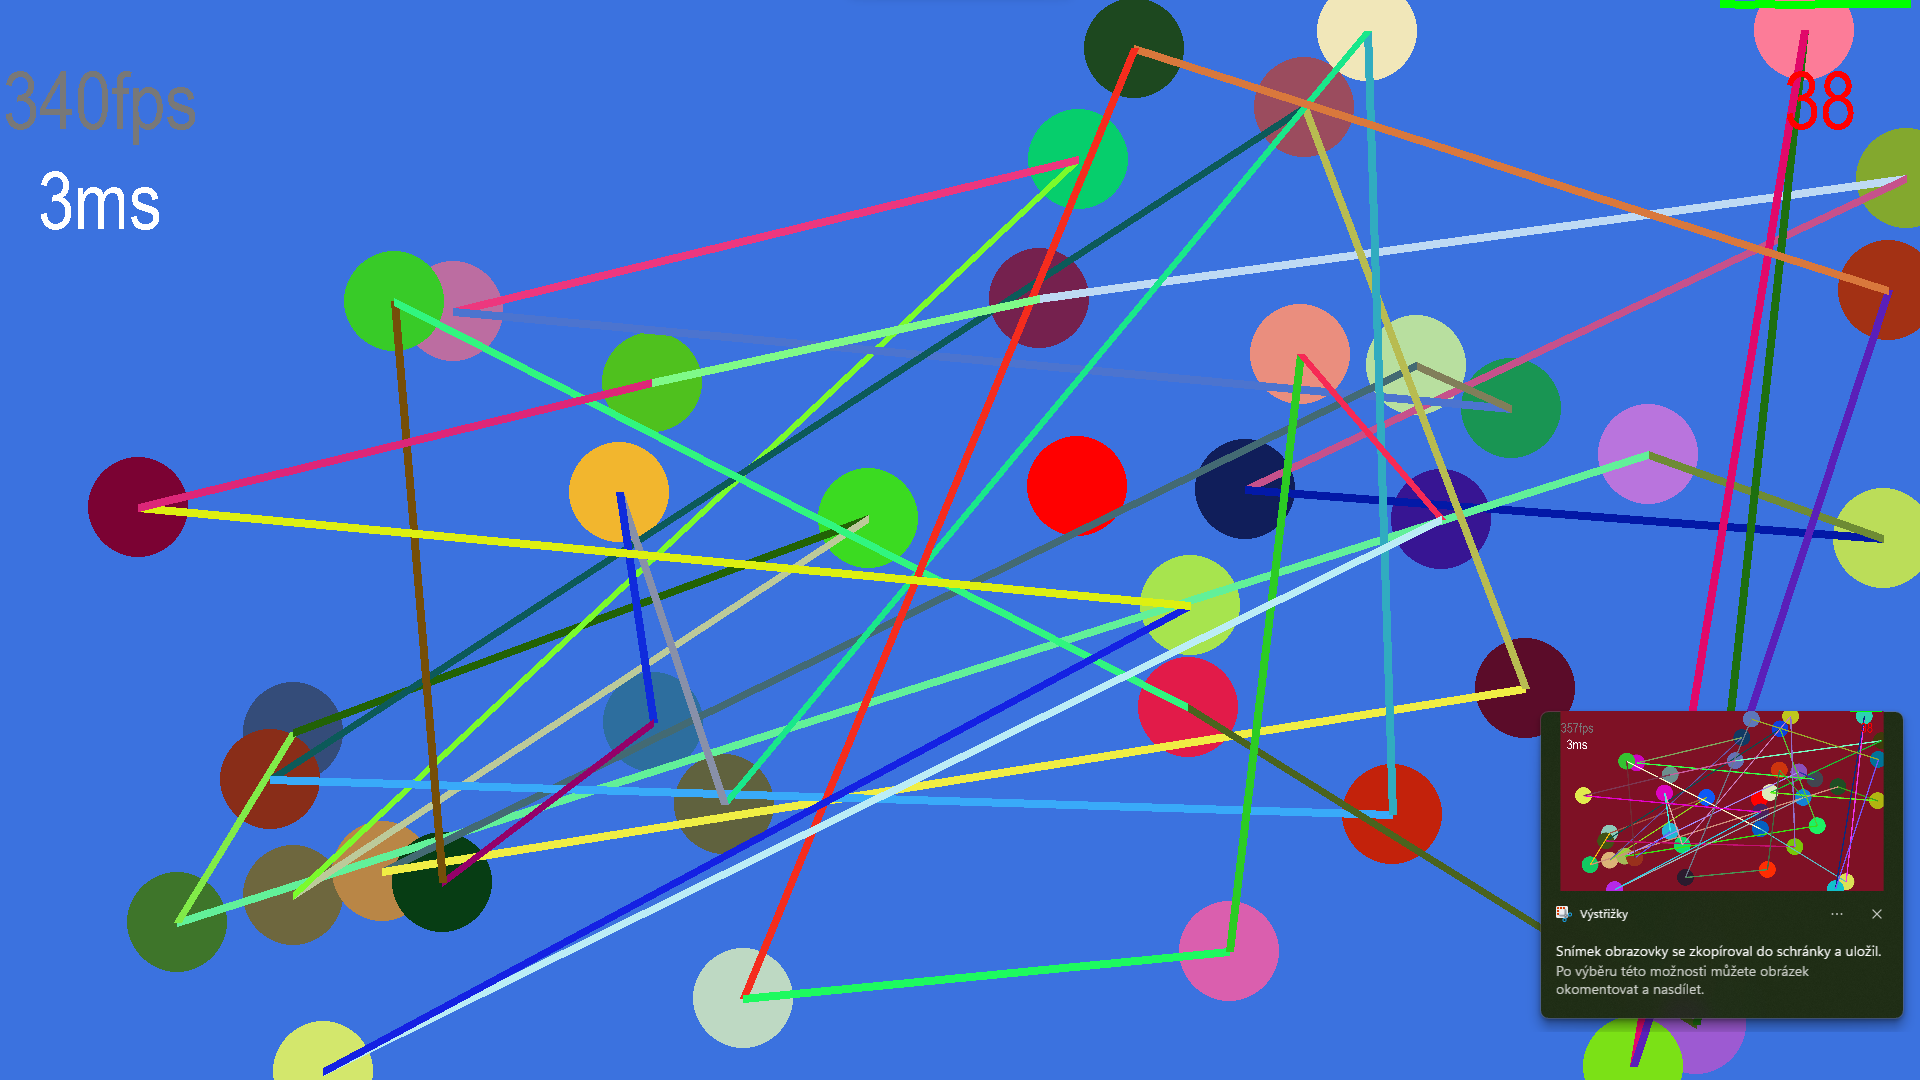 340fps
38
3ms
357fps
3ms
Výstřižky
Snímek obrazovky se zkopíroval do schránky a uložil.
Po výběru této možnosti můžete obrázek
okomentovat a nasdílet.